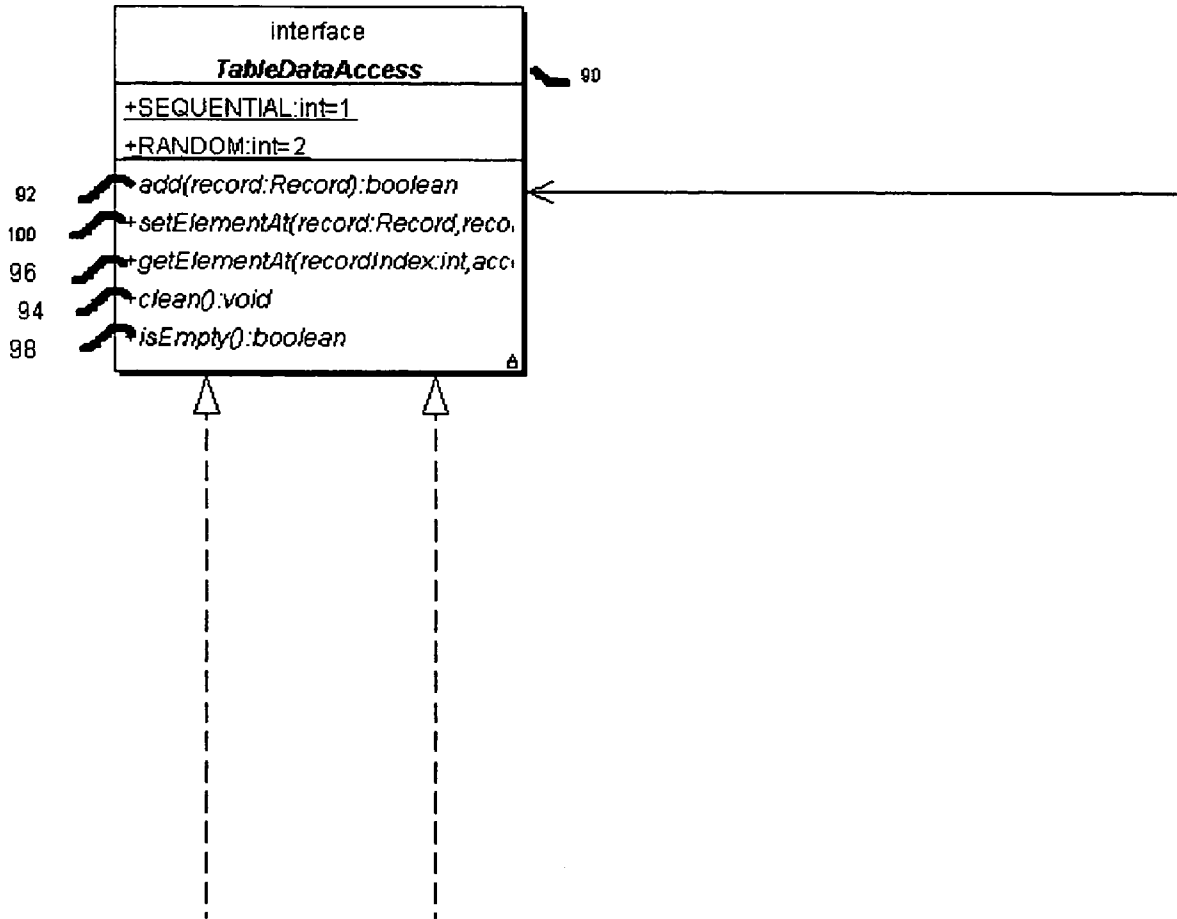 interface
TableDataAccess
90
+SEQUENTIAL:int=1
+RANDOM:int=2
92 add(record:Record):boolean
100 +setElementAt(record:Record,reco
96 +getElementAt(recordIndex:int,acc
94 +clean():void
98 +isEmpty():boolean